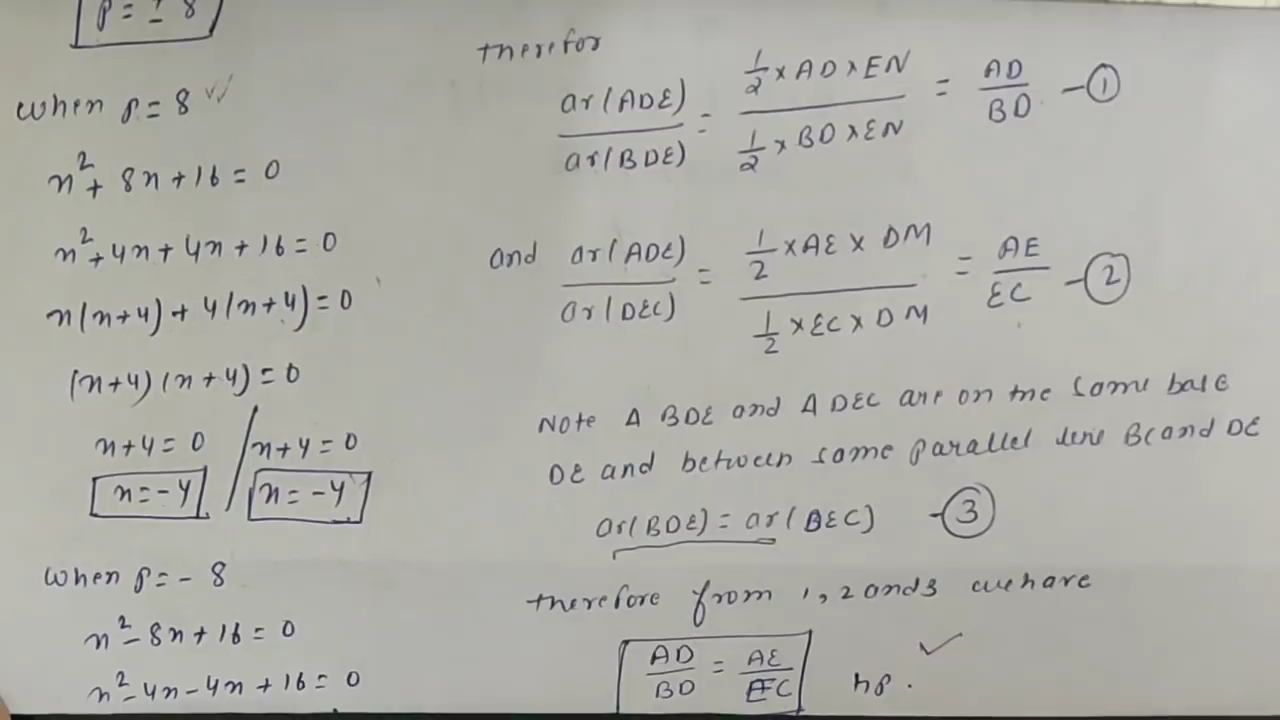 P = ± 8
when P = 8 ✓
x² + 8x + 16 = 0
x² + 4x + 4x + 16 = 0
x(x+4) + 4(x+4) = 0
(x+4)(x+4) = 0
x+4 = 0 / x+4 = 0
x = -4 / x = -4
when P = - 8
x² - 8x + 16 = 0
x² - 4x - 4x + 16 = 0
therefor
ar(ADE) / ar(BDE) = (1/2 × AD × EN) / (1/2 × BD × EN) = AD / BD - ①
and ar(ADE) / ar(DEC) = (1/2 × AE × DM) / (1/2 × EC × DM) = AE / EC - ②
Note Δ BDE and Δ DEC are on the same base
DE and between same parallel line BC and DE
ar(BDE) = ar(BEC) - ③
therefore from 1, 2 and 3 we have
AD / BD = AE / EC hp. ✓